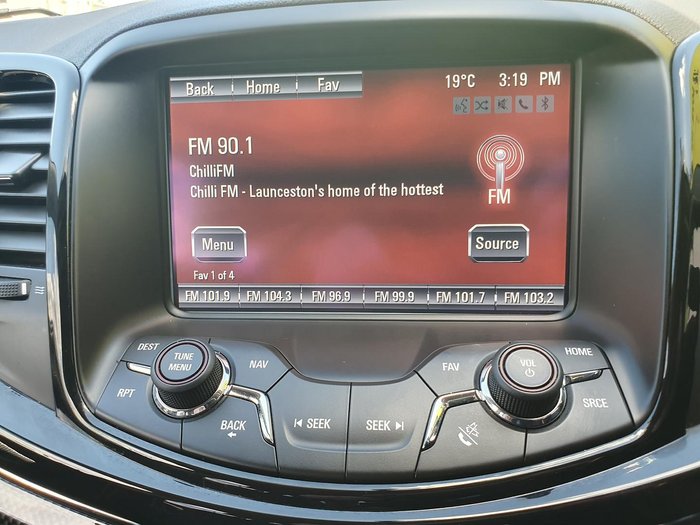 Back Home Fav 19°C 3:19 PM
FM 90.1
ChilliFM
Chilli FM - Launceston's home of the hottest
FM
Menu Source
Fav 1 of 4
FM 101.9 FM 104.3 FM 96.9 FM 99.9 FM 101.7 FM 103.2
DEST TUNE MENU NAV FAV VOL HOME
RPT BACK SEEK SEEK SRCE